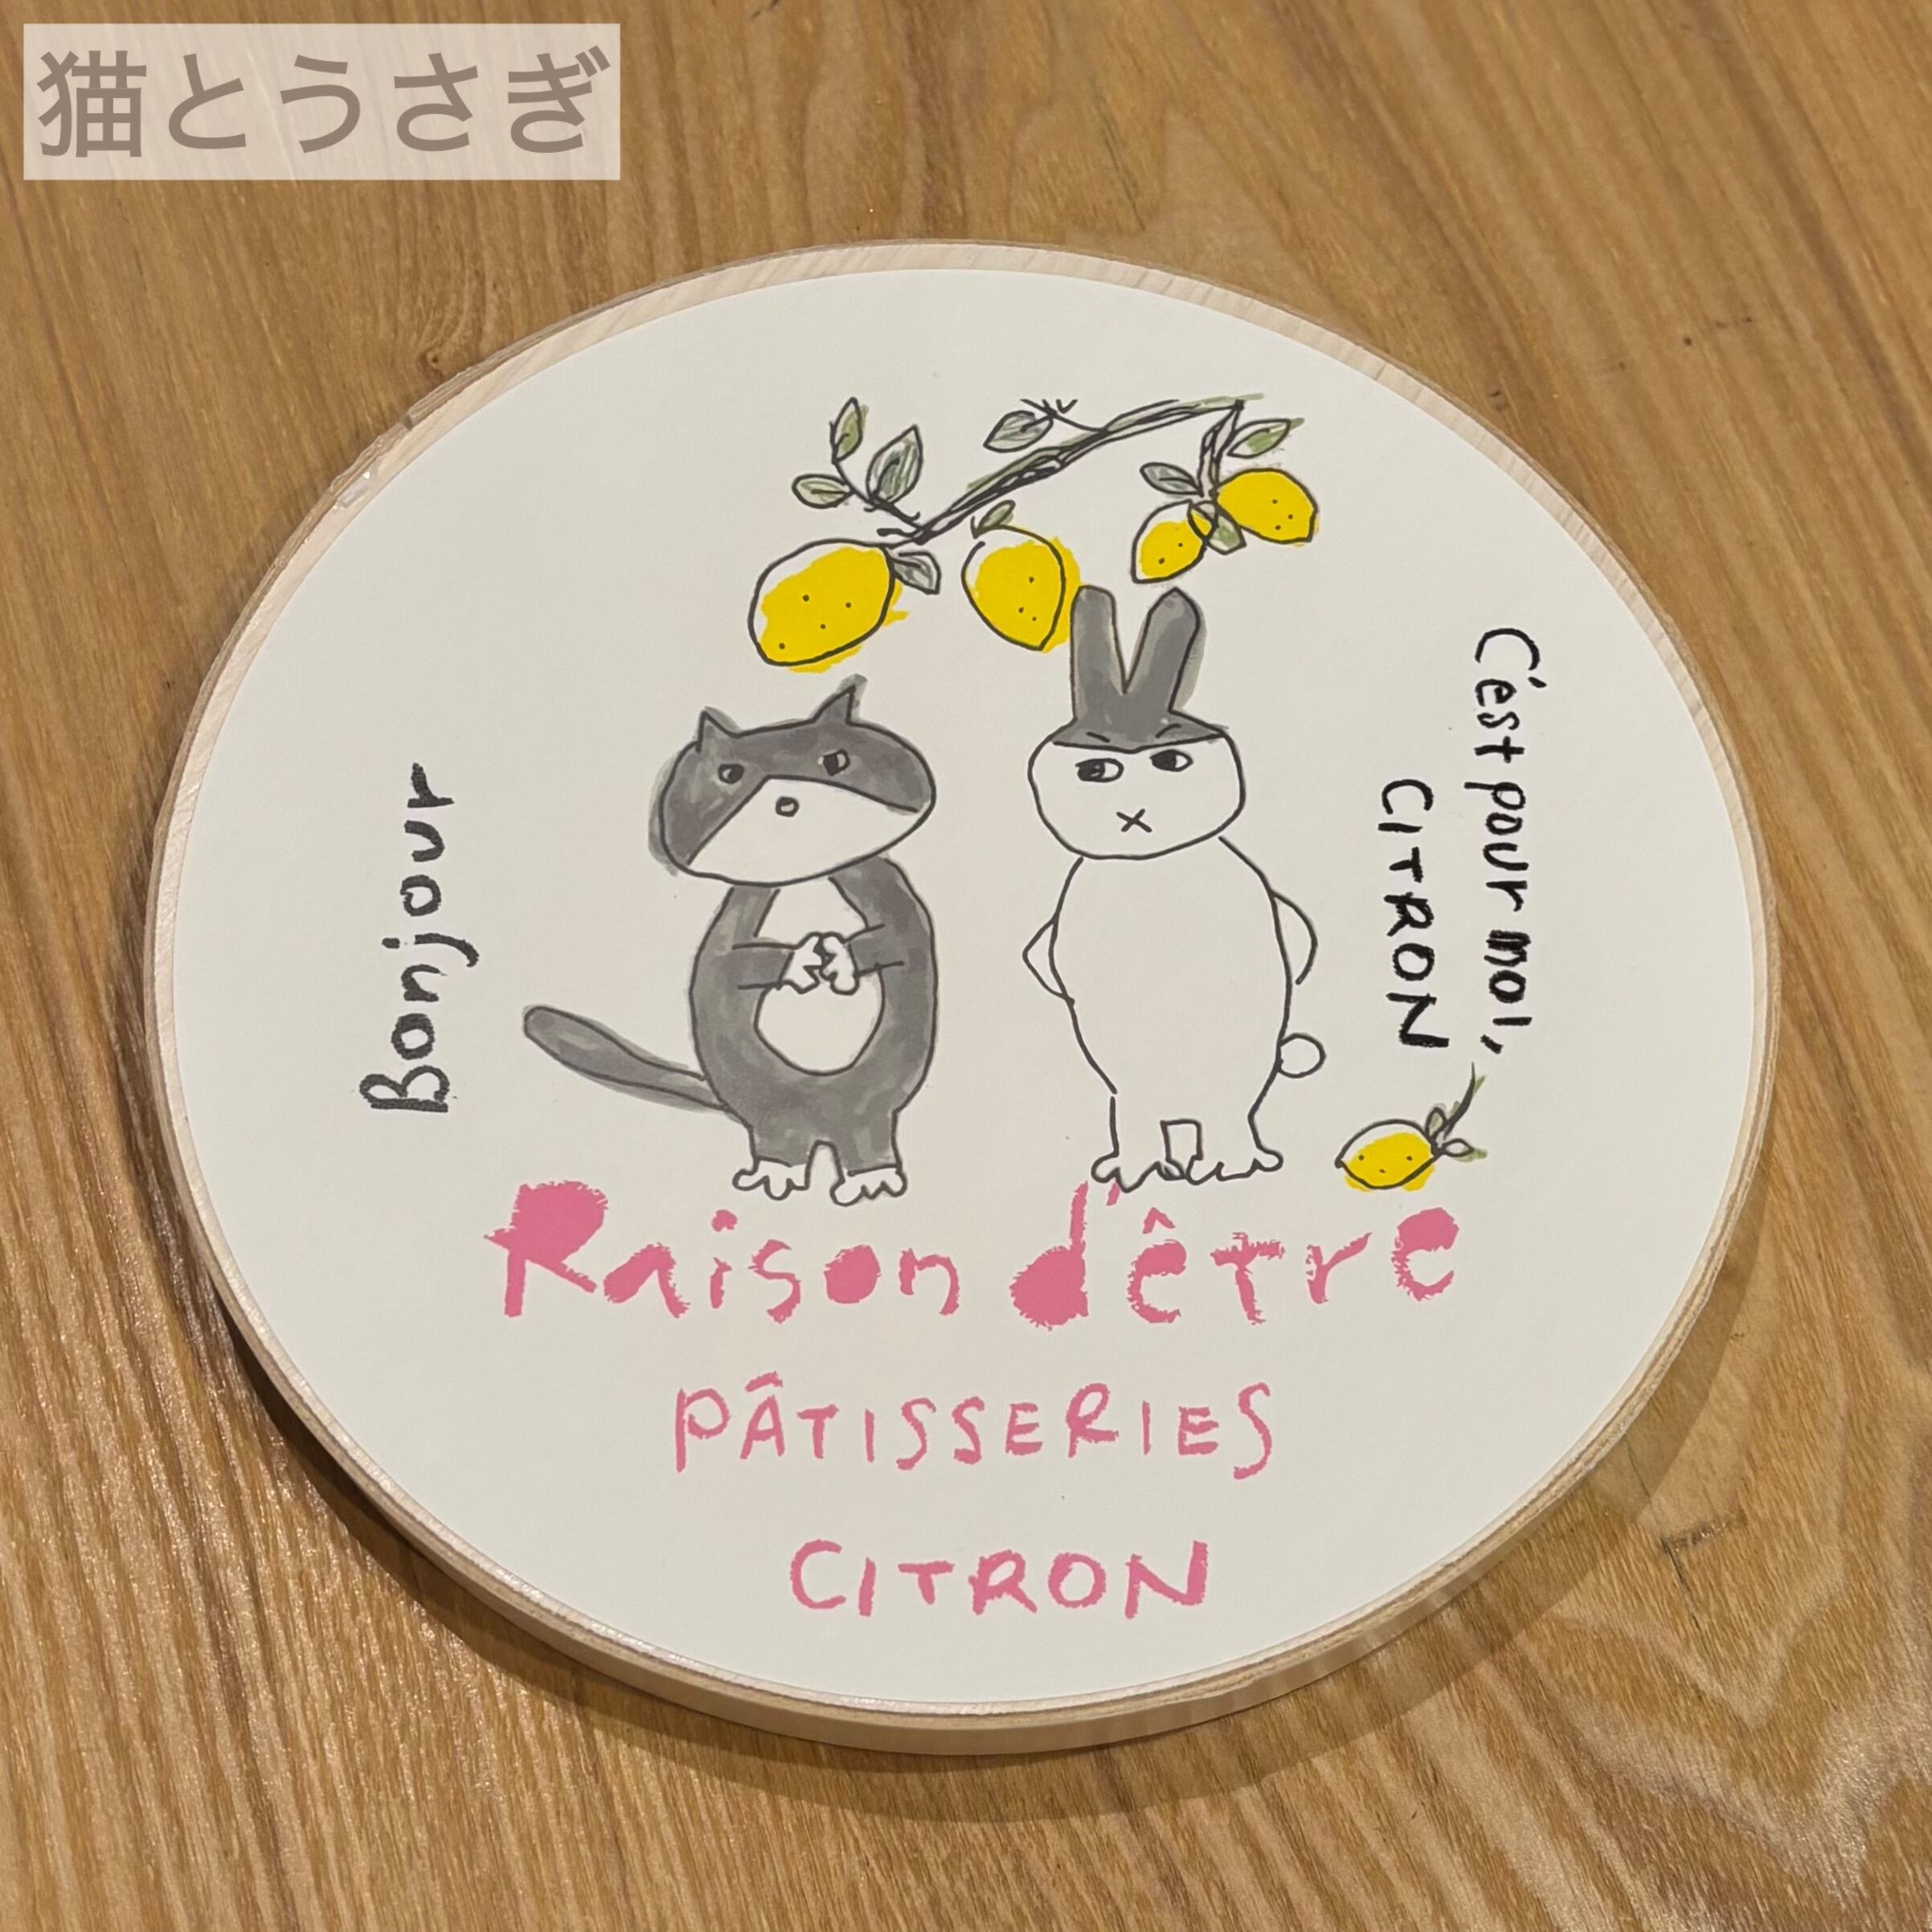 猫とうさぎ
Bonjour
C'est pour moi,
CITRON
Raison d'être
PÂTISSERIES
CITRON